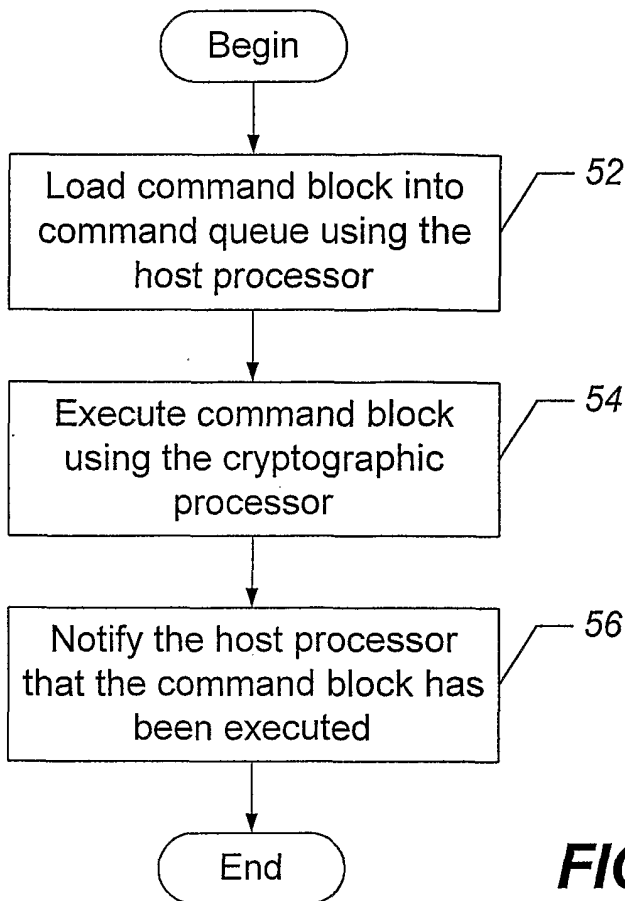 Begin
Load command block into
command queue using the
host processor
52
Execute command block
using the cryptographic
processor
54
Notify the host processor
that the command block has
been executed
56
End